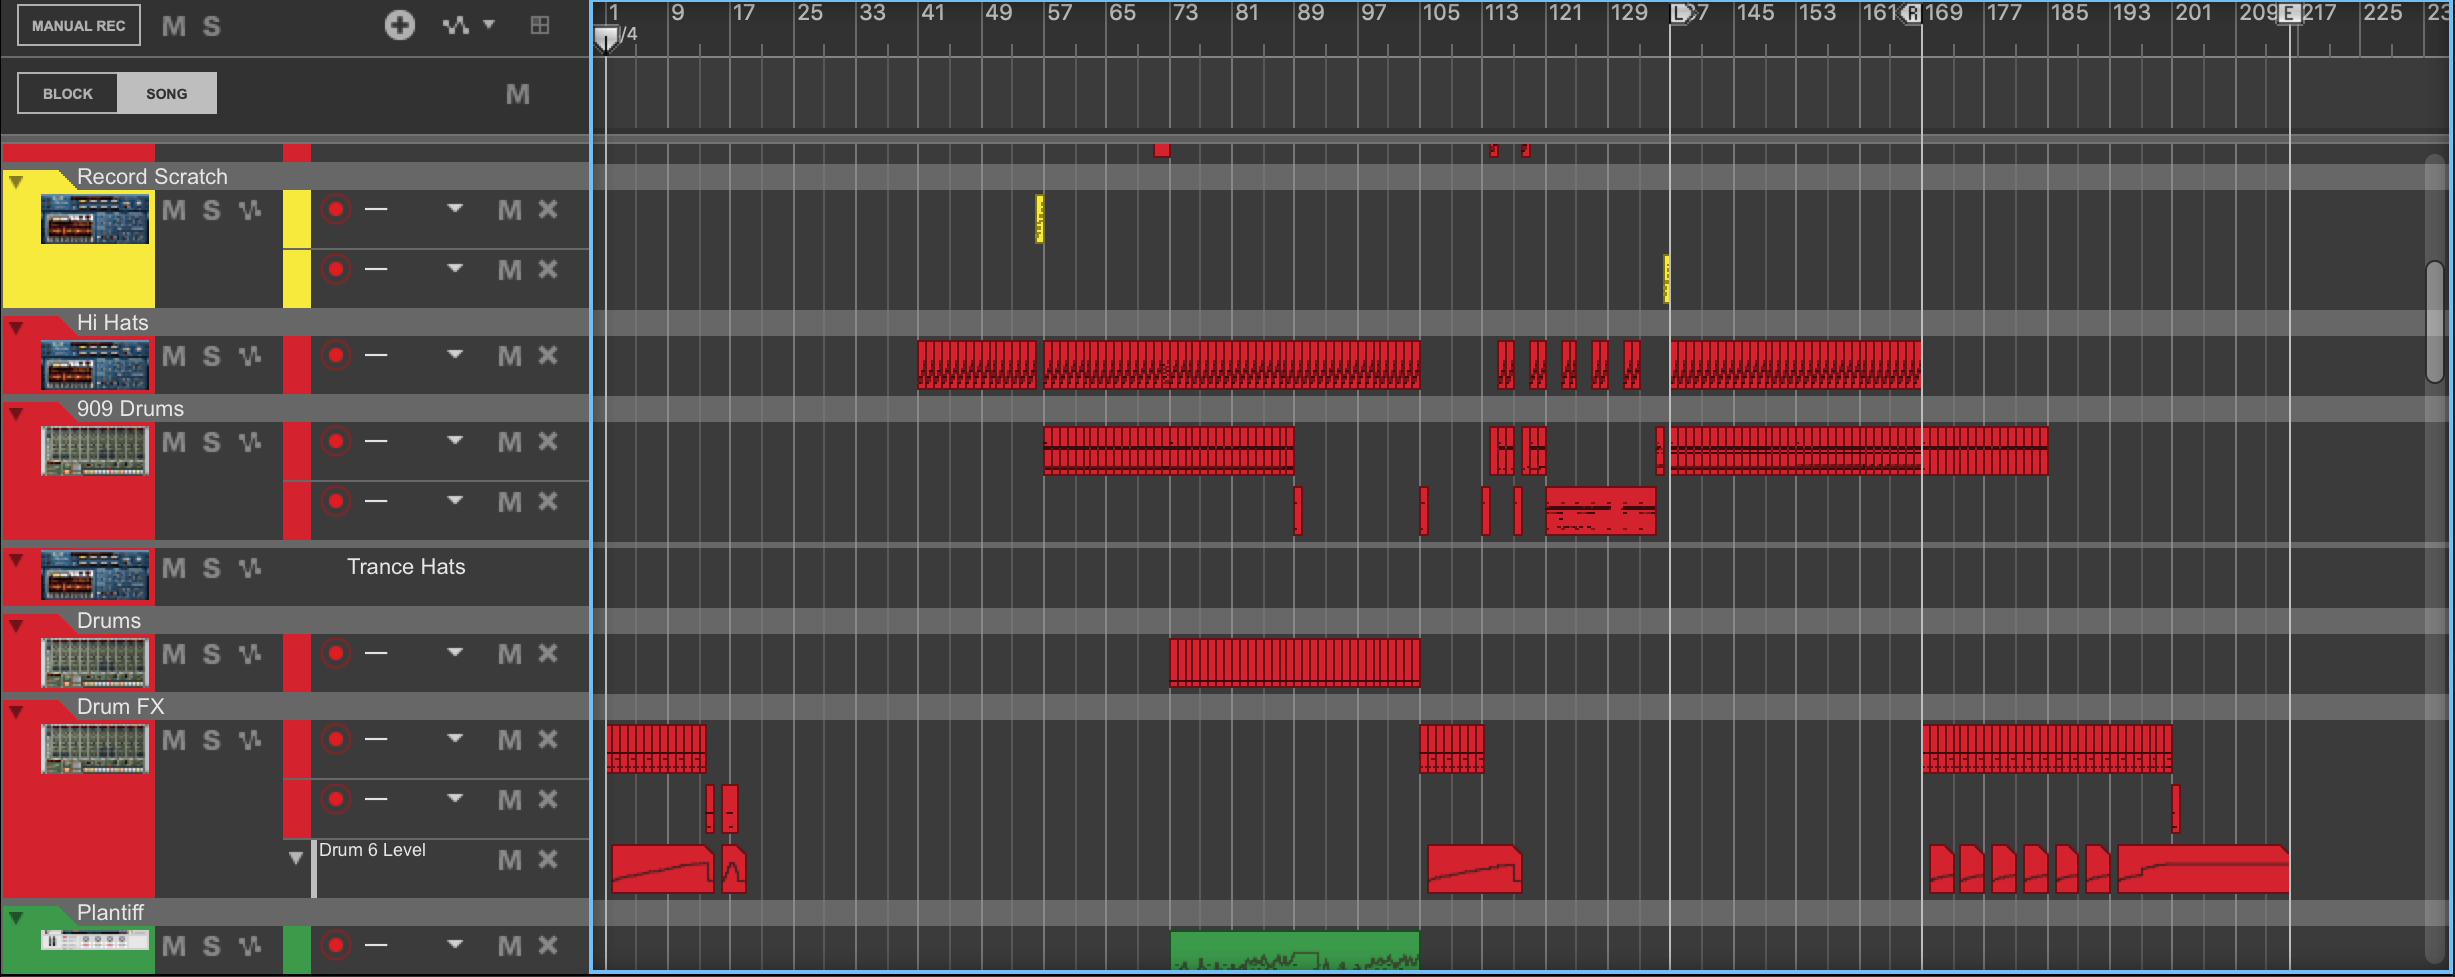 MANUAL REC M S 1 9 17 25 33 41 49 57 65 73 81 89 97 105 113 121 129 L 7 145 153 161 R 169 177 185 193 201 209 E 217 225 23
/4
BLOCK SONG M
Record Scratch
M S M
M
Hi Hats
M S M
909 Drums
M S M
M
M S Trance Hats
Drums
M S M
Drum FX
M S M
M
Drum 6 Level M
Plantiff
M S M